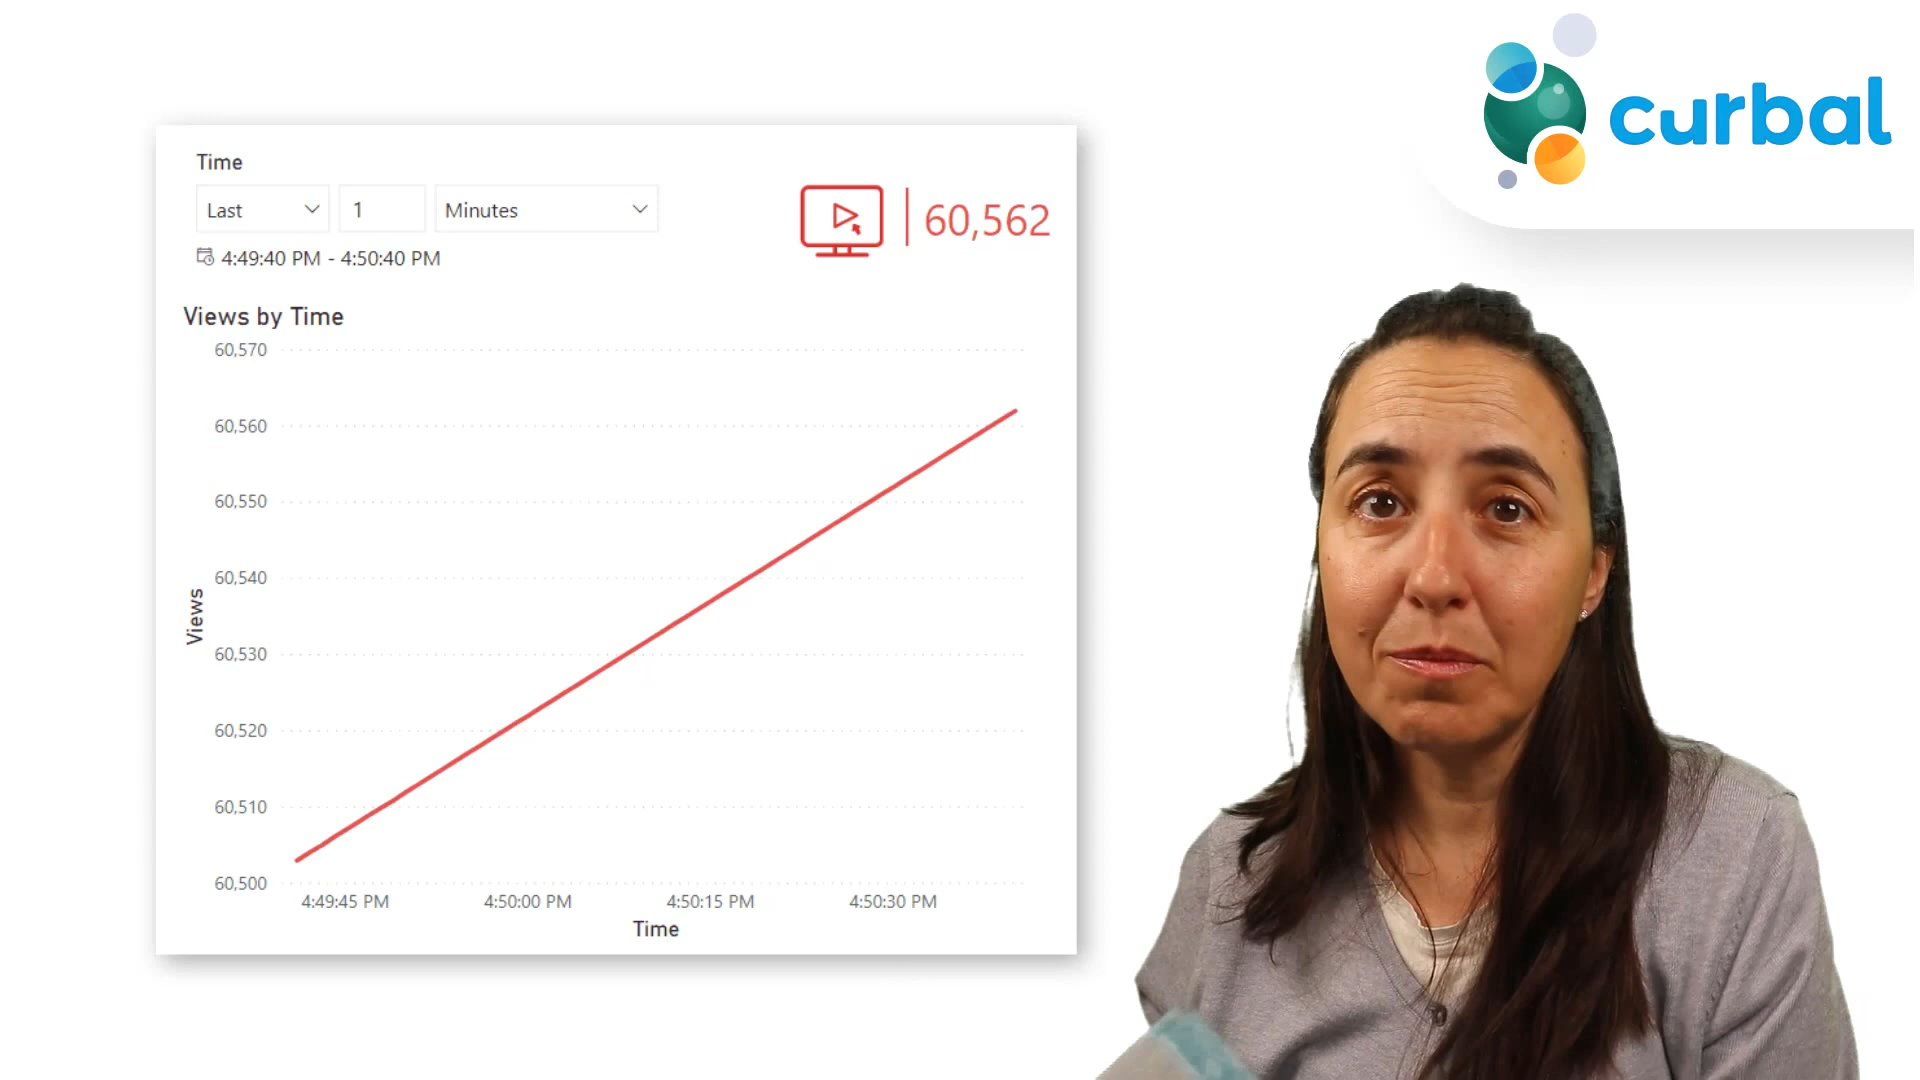 curbal
Time
Last
1
Minutes
60,562
4:49:40 PM - 4:50:40 PM
Views by Time
60,570
60,560
60,550
60,540
60,530
60,520
60,510
60,500
Views
4:49:45 PM
4:50:00 PM
4:50:15 PM
4:50:30 PM
Time